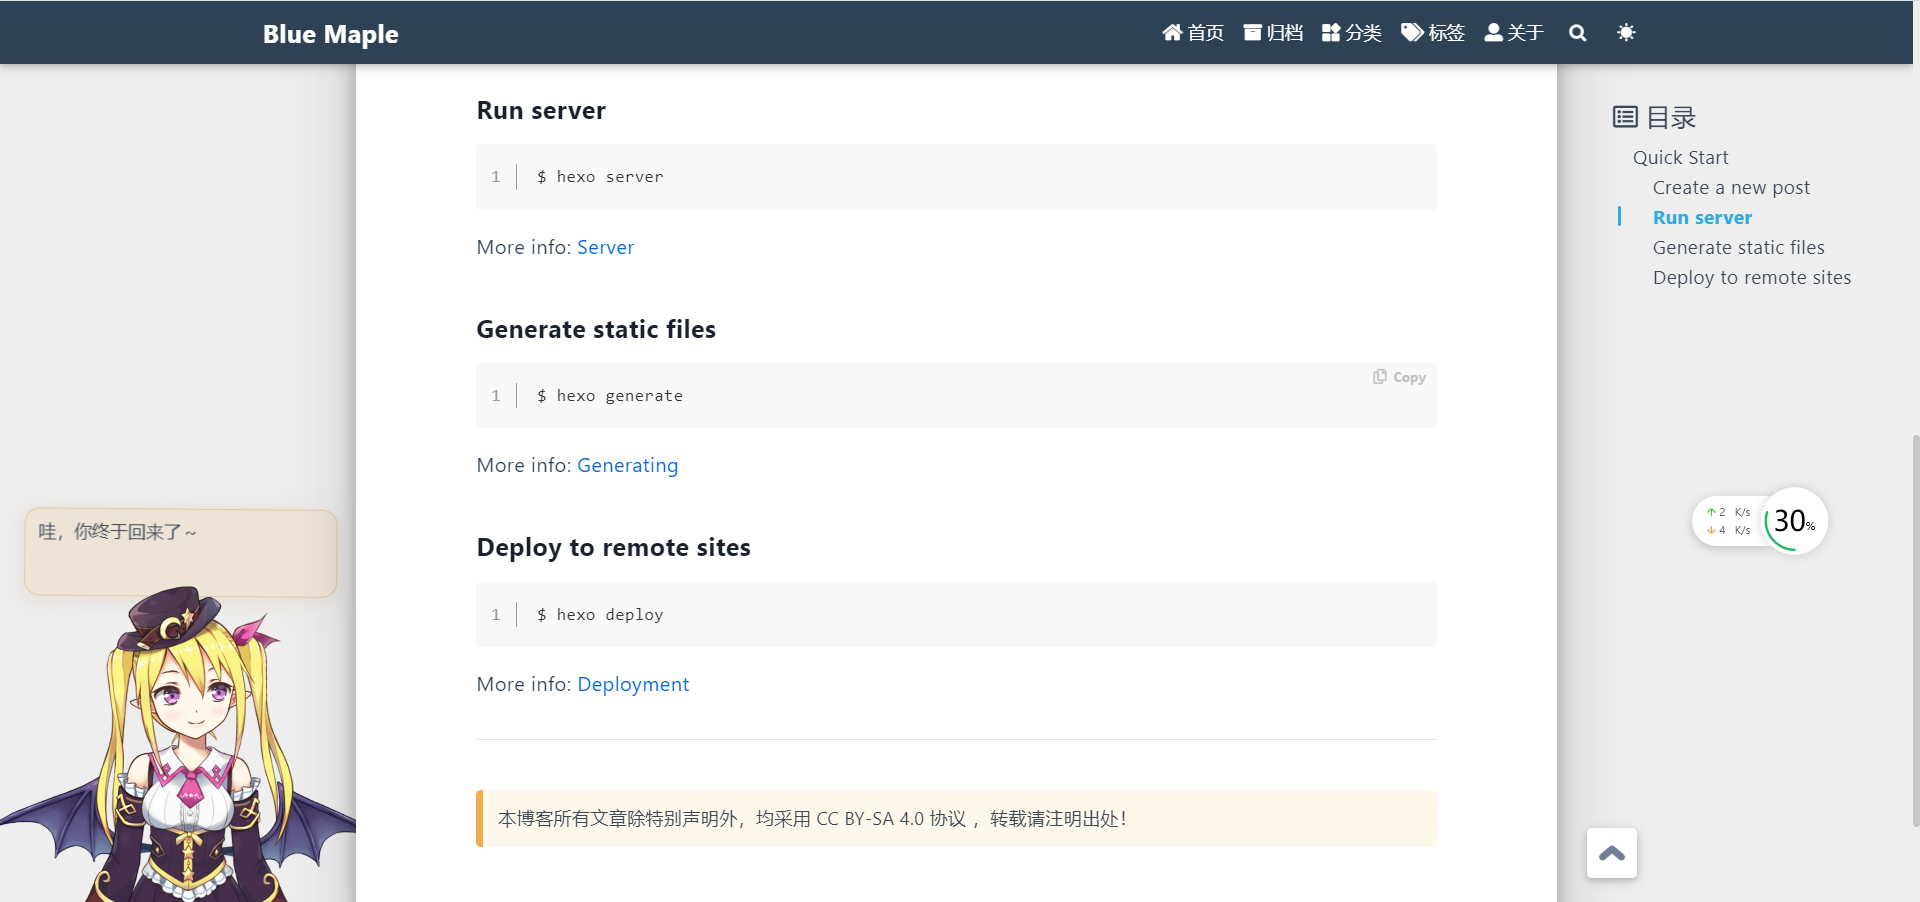 Blue Maple
首页 归档 分类 标签 关于
Run server
1 $ hexo server
More info: Server
Generate static files
Copy
1 $ hexo generate
More info: Generating
Deploy to remote sites
1 $ hexo deploy
More info: Deployment
本博客所有文章除特别声明外，均采用 CC BY-SA 4.0 协议 ，转载请注明出处！
目录
Quick Start
Create a new post
Run server
Generate static files
Deploy to remote sites
↑ 2 K/s
↓ 4 K/s
30%
哇，你终于回来了～